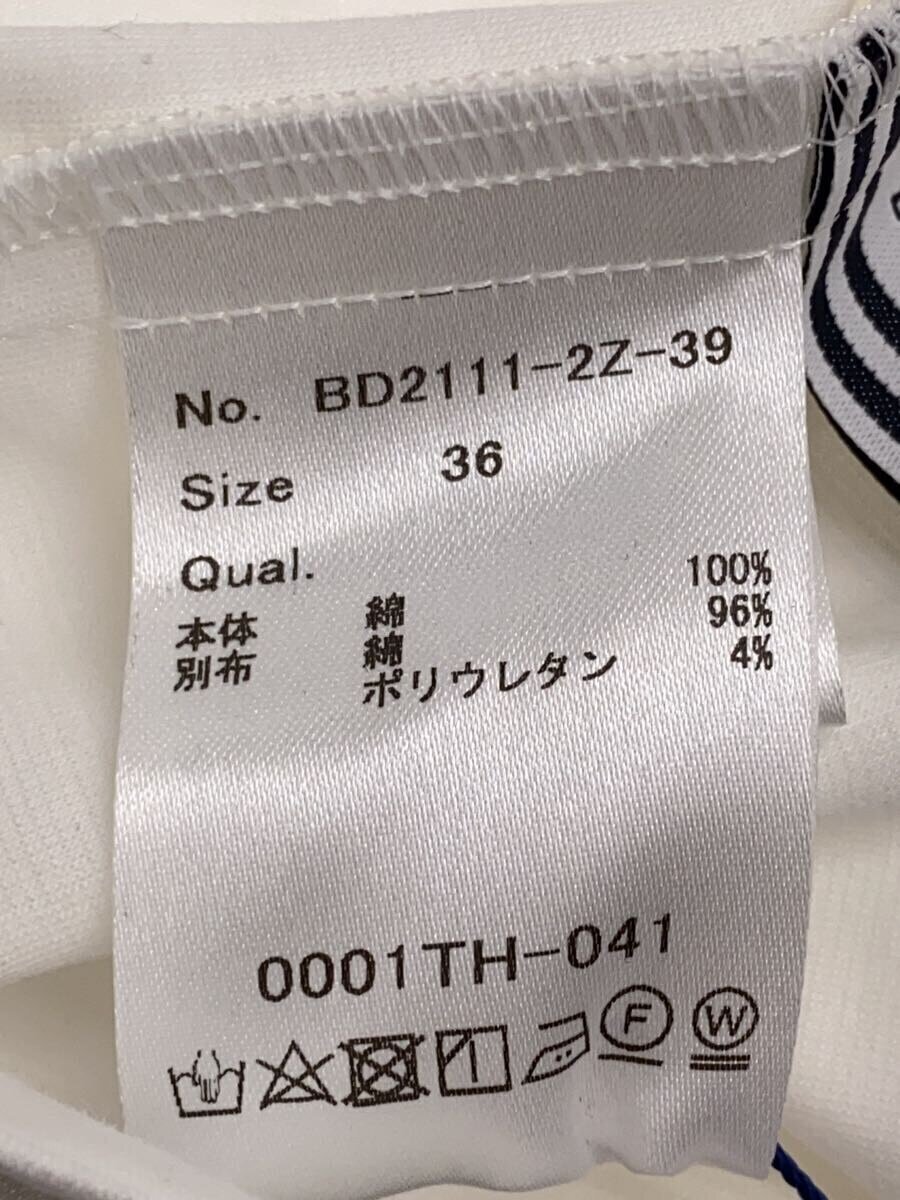 No. BD2111-2Z-39
Size 36
Qual.
本体 綿 100%
別布 綿 96%
ポリウレタン 4%
0001TH-041
F W